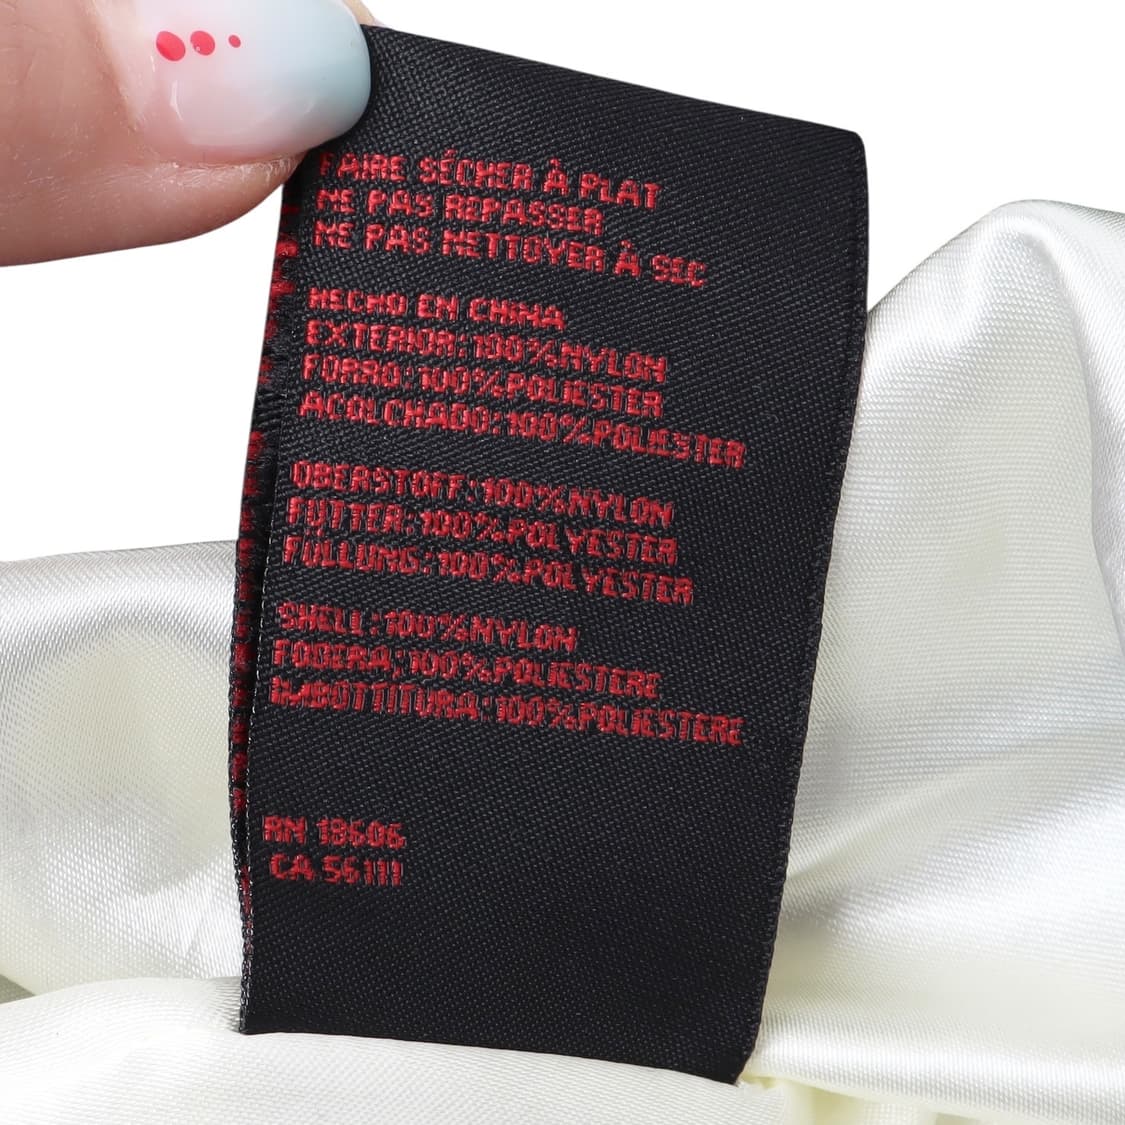 FAIRE SÉCHER À PLAT
NE PAS REPASSER
NE PAS NETTOYER À SEC
HECHO EN CHINA
EXTERIOR:100%NYLON
FORRO:100%POLIESTER
ACOLCHADO:100%POLIESTER
OBERSTOFF:100%NYLON
FUTTER:100%POLYESTER
FÜLLUNG:100%POLYESTER
SHELL:100%NYLON
FODERA;100%POLIESTERE
IMBOTTITURA:100%POLIESTERE
RN 13606
CA 56111